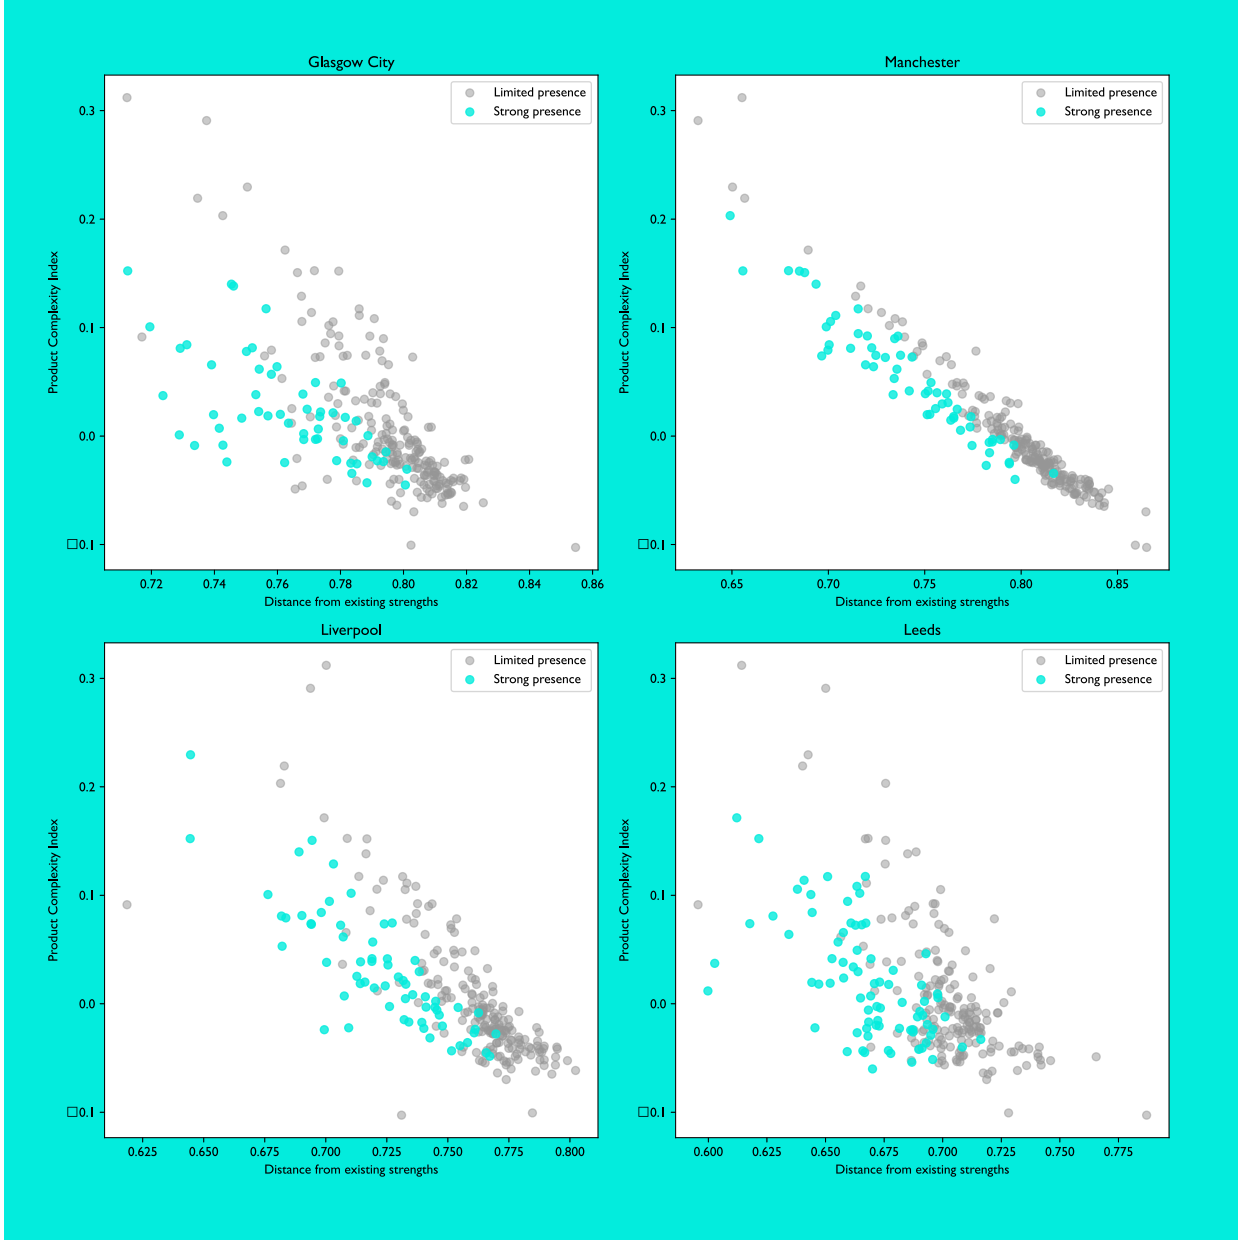 Glasgow City
Limited presence
Strong presence
Product Complexity Index
0.3
0.2
0.1
0.0
□0.1
0.72 0.74 0.76 0.78 0.80 0.82 0.84 0.86
Distance from existing strengths
Manchester
Limited presence
Strong presence
Product Complexity Index
0.3
0.2
0.1
0.0
□0.1
0.65 0.70 0.75 0.80 0.85
Distance from existing strengths
Liverpool
Limited presence
Strong presence
Product Complexity Index
0.3
0.2
0.1
0.0
□0.1
0.625 0.650 0.675 0.700 0.725 0.750 0.775 0.800
Distance from existing strengths
Leeds
Limited presence
Strong presence
Product Complexity Index
0.3
0.2
0.1
0.0
□0.1
0.600 0.625 0.650 0.675 0.700 0.725 0.750 0.775
Distance from existing strengths